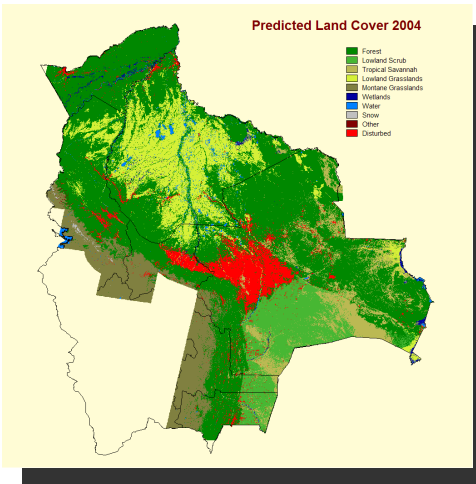 Predicted Land Cover 2004
Forest
Lowland Scrub
Tropical Savannah
Lowland Grasslands
Montane Grasslands
Wetlands
Water
Snow
Other
Disturbed